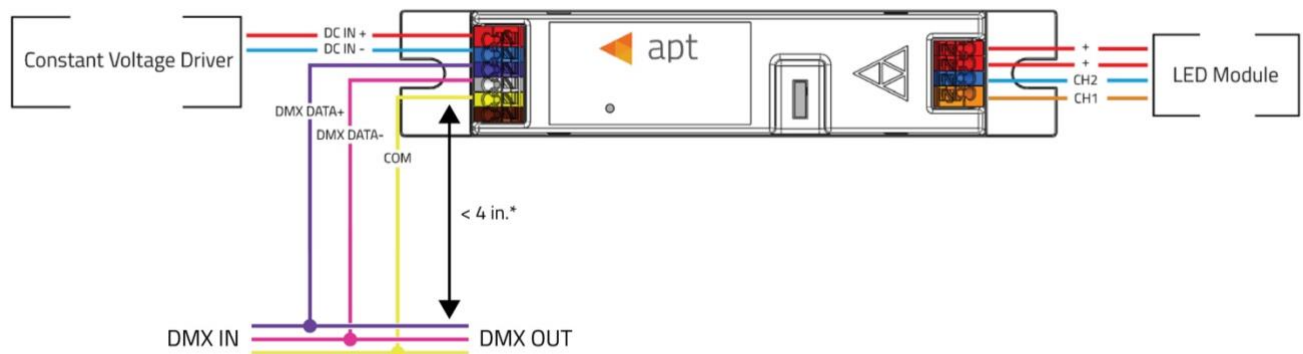 Constant Voltage Driver
DC IN +
DC IN -
DMX DATA+
DMX DATA-
COM
apt
< 4 in.*
+
+
CH2
CH1
LED Module
DMX IN
DMX OUT